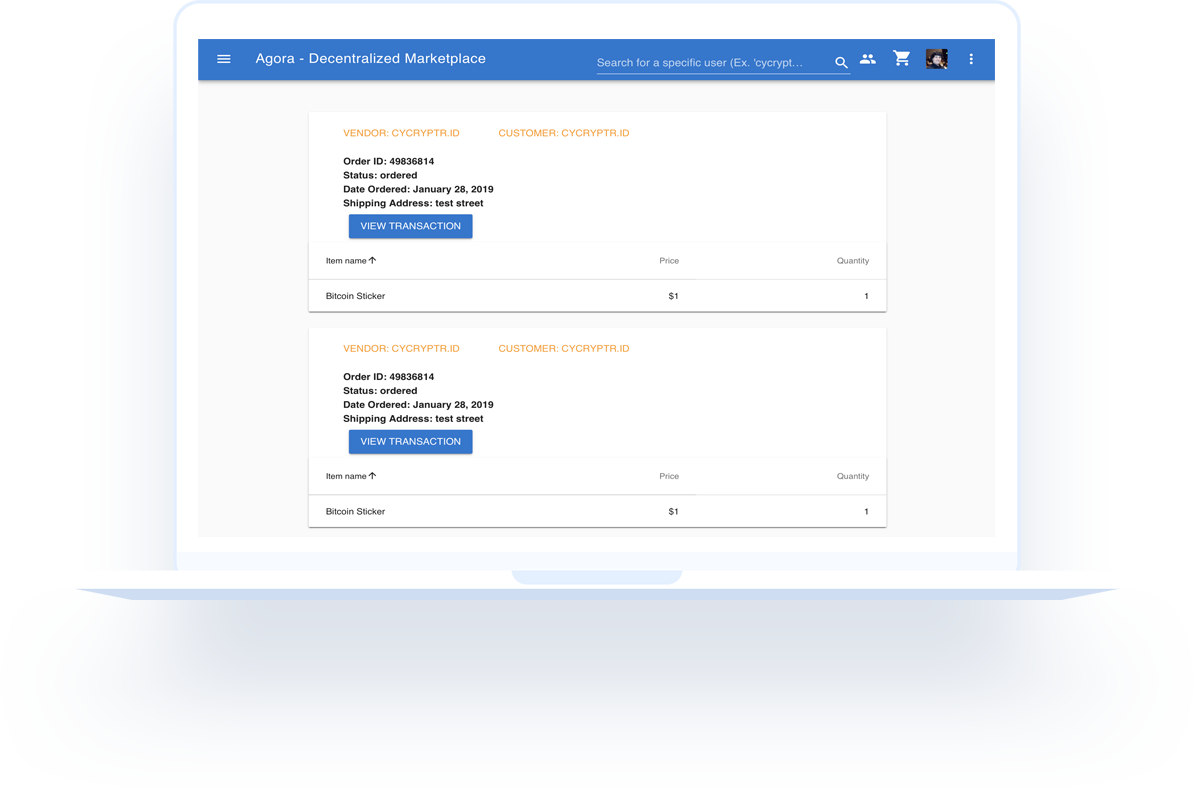 Agora - Decentralized Marketplace
Search for a specific user (Ex. 'cycrypt...
VENDOR: CYCRYPTR.ID CUSTOMER: CYCRYPTR.ID
Order ID: 49836814
Status: ordered
Date Ordered: January 28, 2019
Shipping Address: test street
VIEW TRANSACTION
Item name Price Quantity
Bitcoin Sticker $1 1
VENDOR: CYCRYPTR.ID CUSTOMER: CYCRYPTR.ID
Order ID: 49836814
Status: ordered
Date Ordered: January 28, 2019
Shipping Address: test street
VIEW TRANSACTION
Item name Price Quantity
Bitcoin Sticker $1 1